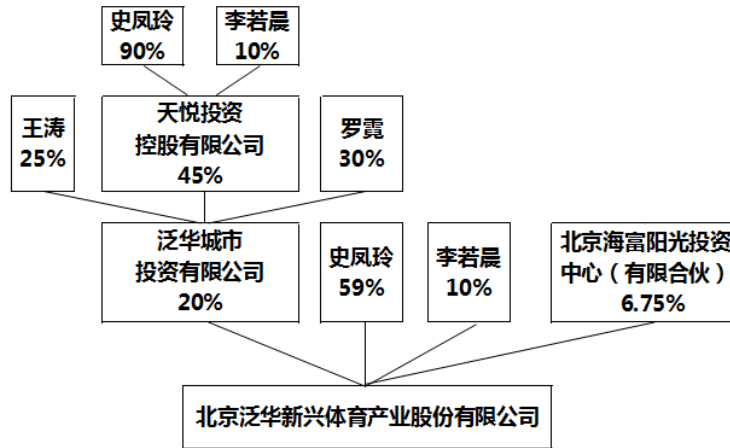 史凤玲
90%
李若晨
10%
王涛
25%
天悦投资
控股有限公司
45%
罗霓
30%
泛华城市
投资有限公司
20%
史凤玲
59%
李若晨
10%
北京海富阳光投资
中心（有限合伙）
6.75%
北京泛华新兴体育产业股份有限公司